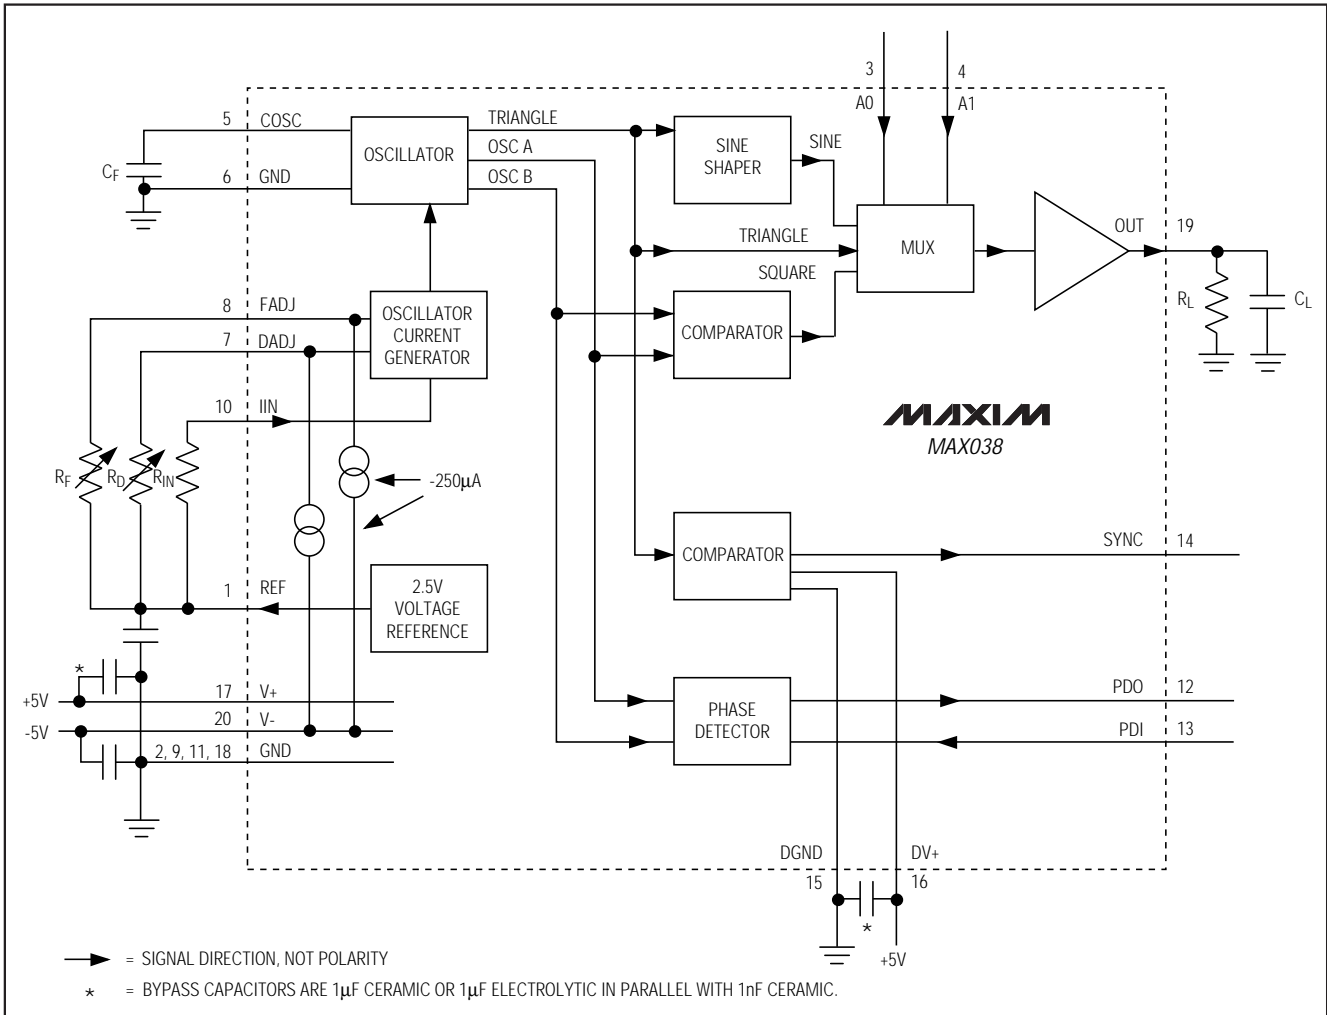 3
4
A0
A1
5
COSC
TRIANGLE
OSC A
OSC B
OSCILLATOR
SINE
SHAPER
SINE
CF
6
GND
MUX
OUT
19
TRIANGLE
SQUARE
RL
CL
8
FADJ
7
DADJ
OSCILLATOR
CURRENT
GENERATOR
COMPARATOR
10
IIN
MAXIM
MAX038
RF
RD
RIN
-250µA
COMPARATOR
SYNC
14
1
REF
2.5V
VOLTAGE
REFERENCE
*
+5V
17
V+
-5V
20
V-
2, 9, 11, 18
GND
PHASE
DETECTOR
PDO
12
PDI
13
DGND
DV+
15
16
*
+5V
= SIGNAL DIRECTION, NOT POLARITY
* = BYPASS CAPACITORS ARE 1µF CERAMIC OR 1µF ELECTROLYTIC IN PARALLEL WITH 1nF CERAMIC.